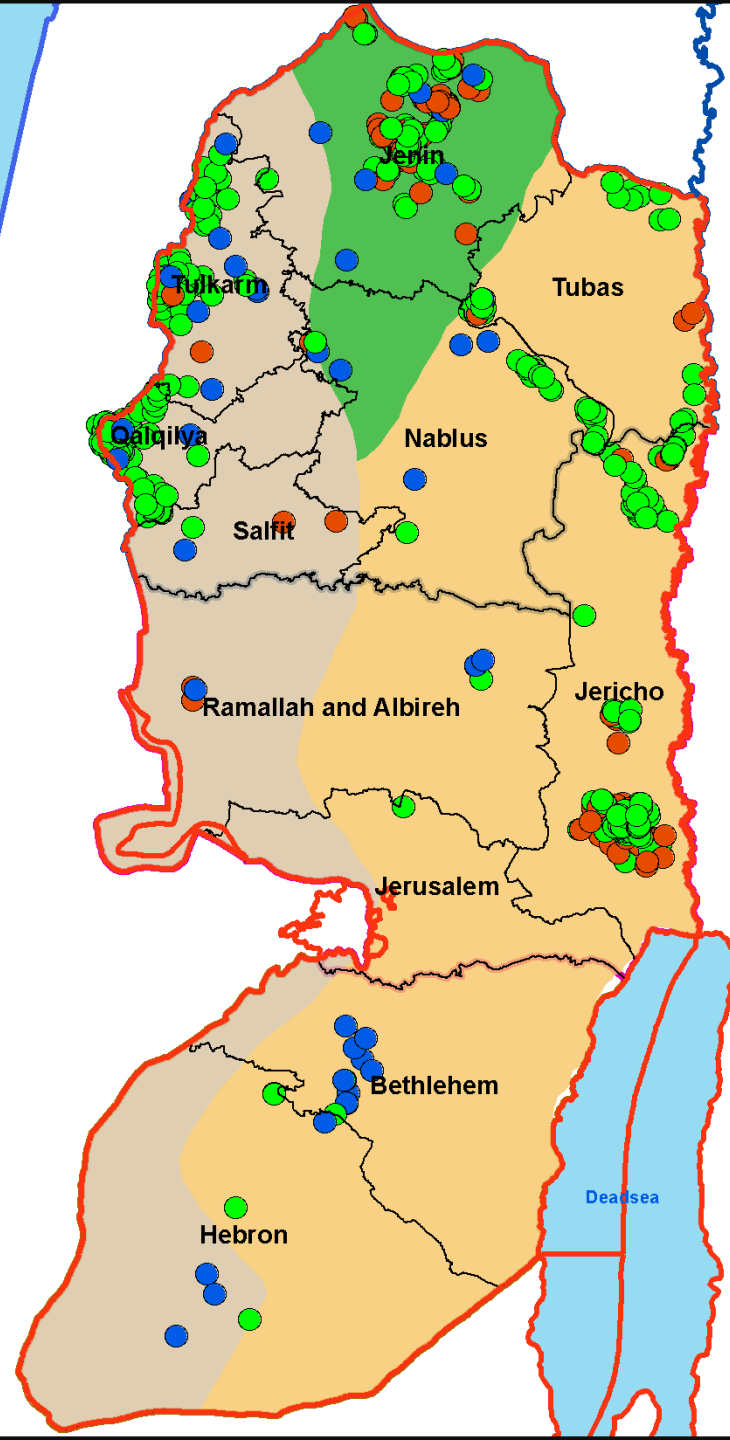 Jenin
Tulkarm
Tubas
Qalqilya
Nablus
Salfit
Jericho
Ramallah and Albireh
Jerusalem
Bethlehem
Deadsea
Hebron